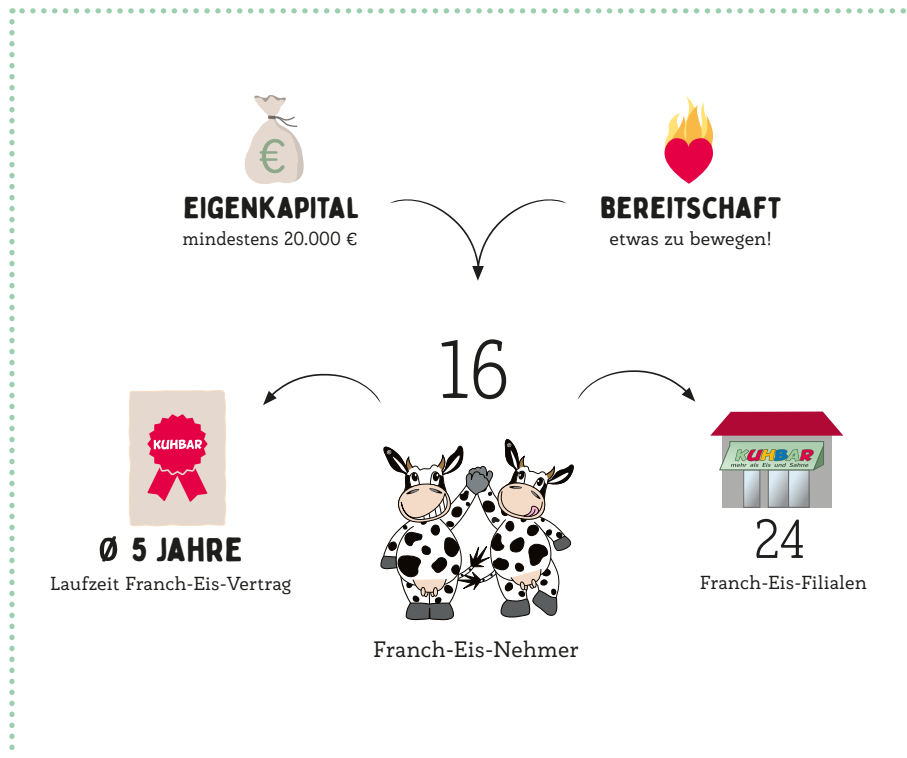 €
EIGENKAPITAL
mindestens 20.000 €
BEREITSCHAFT
etwas zu bewegen!
16
KUHBAR
Ø 5 JAHRE
Laufzeit Franch-Eis-Vertrag
Franch-Eis-Nehmer
KUHBAR
mehr als Eis und Sahne
24
Franch-Eis-Filialen